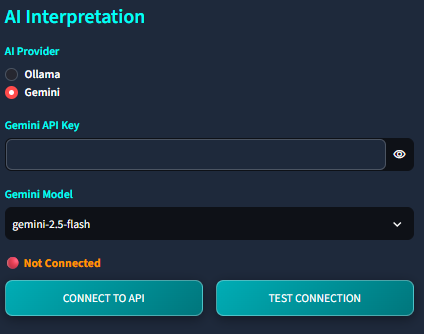 AI Interpretation
AI Provider
Ollama
Gemini
Gemini API Key
Gemini Model
gemini-2.5-flash
Not Connected
CONNECT TO API
TEST CONNECTION